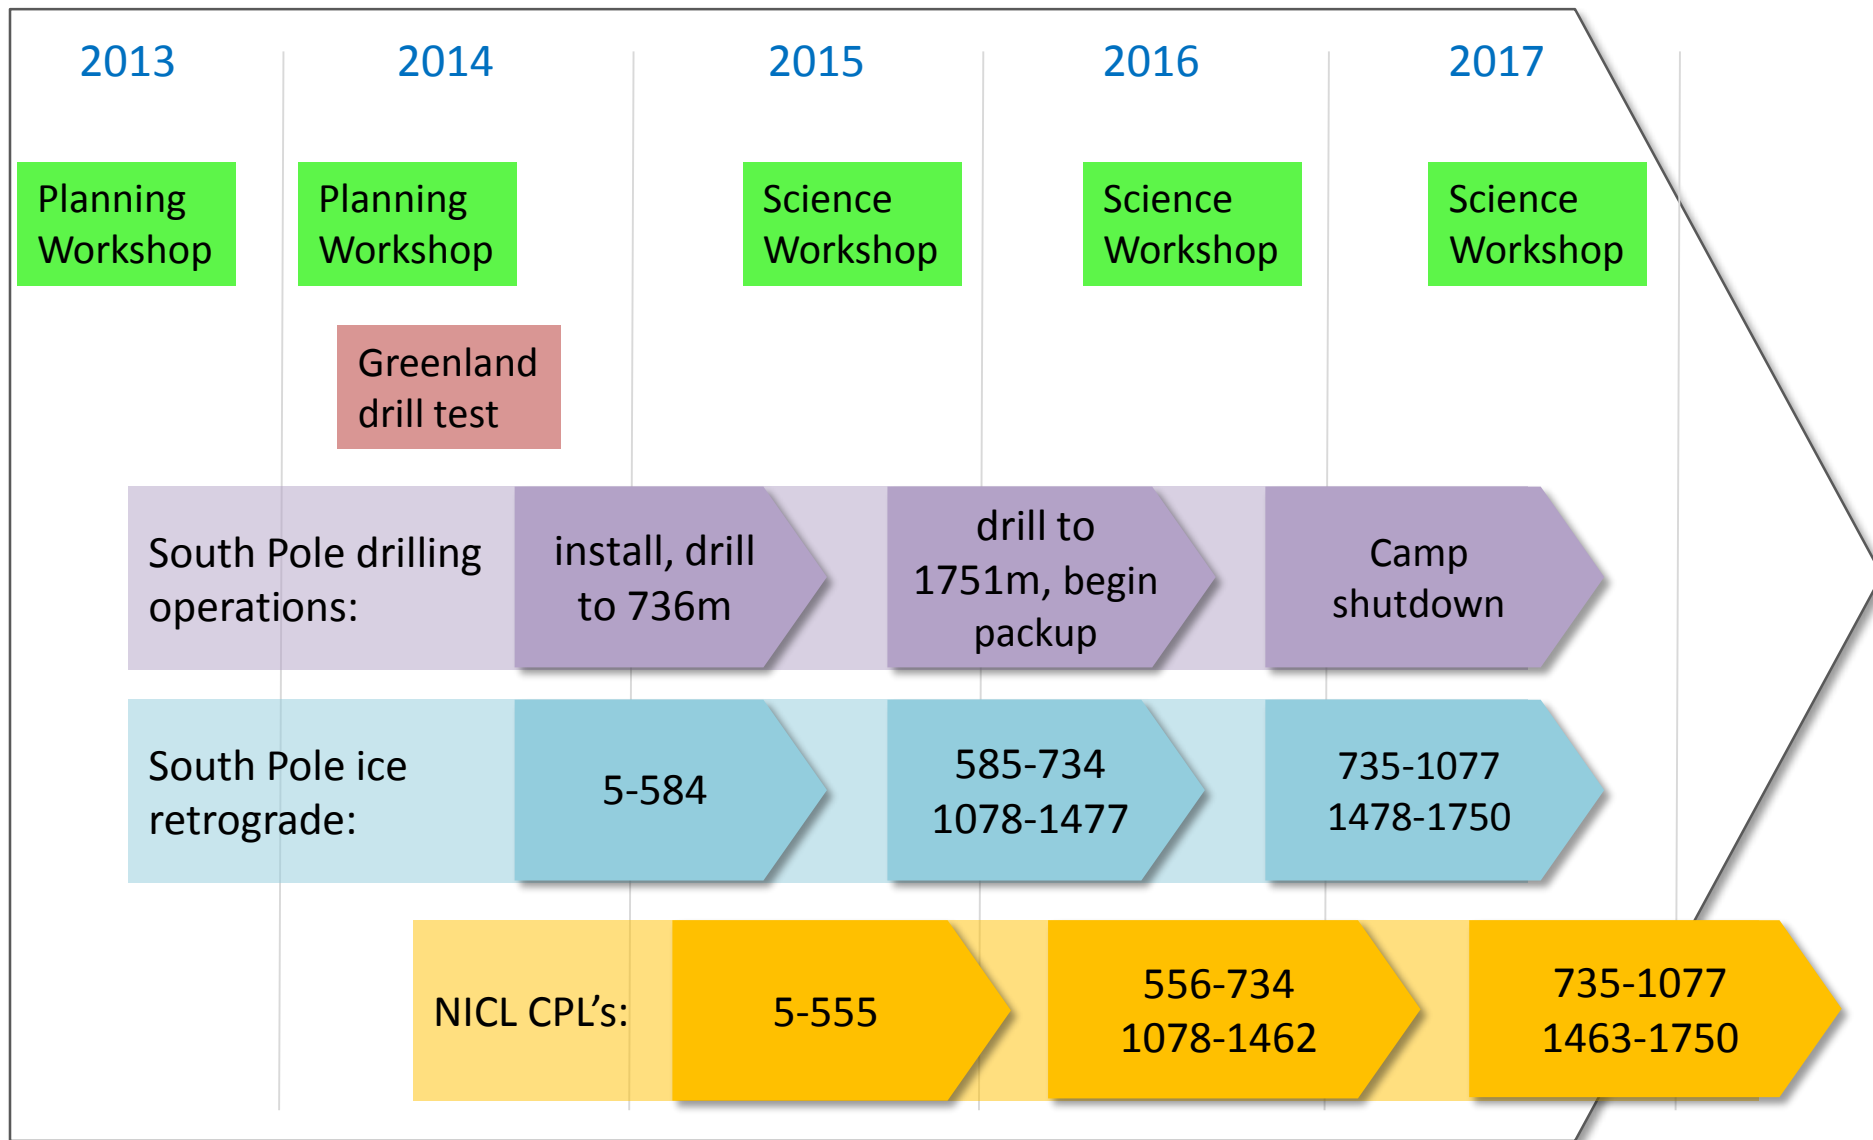 2013
2014
2015
2016
2017
Planning
Workshop
Planning
Workshop
Science
Workshop
Science
Workshop
Science
Workshop
Greenland
drill test
South Pole drilling
operations:
install, drill
to 736m
drill to
1751m, begin
packup
Camp
shutdown
South Pole ice
retrograde:
5-584
585-734
1078-1477
735-1077
1478-1750
NICL CPL’s:
5-555
556-734
1078-1462
735-1077
1463-1750